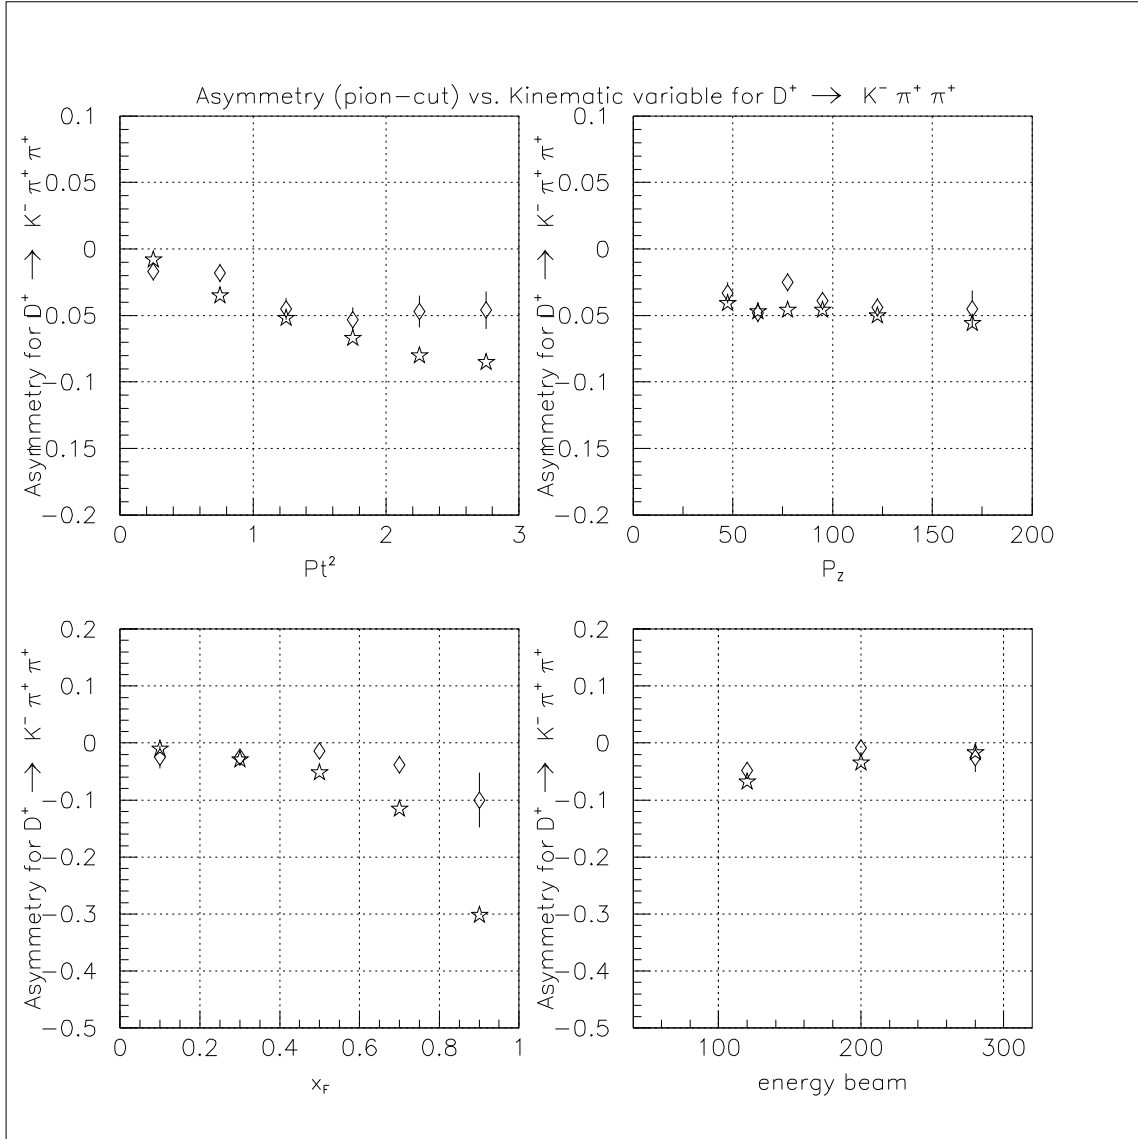 Asymmetry (pion-cut) vs. Kinematic variable for D⁺ → K⁻ π⁺ π⁺
Asymmetry for D⁺ → K⁻ π⁺ π⁺
0.1
0.05
0
-0.05
-0.1
-0.15
-0.2
0 1 2 3
Pt²
Asymmetry for D⁺ → K⁻ π⁺ π⁺
0.1
0.05
0
-0.05
-0.1
-0.15
-0.2
0 50 100 150 200
P_z
Asymmetry for D⁺ → K⁻ π⁺ π⁺
0.2
0.1
0
-0.1
-0.2
-0.3
-0.4
-0.5
0 0.2 0.4 0.6 0.8 1
x_F
Asymmetry for D⁺ → K⁻ π⁺ π⁺
0.2
0.1
0
-0.1
-0.2
-0.3
-0.4
-0.5
100 200 300
energy beam